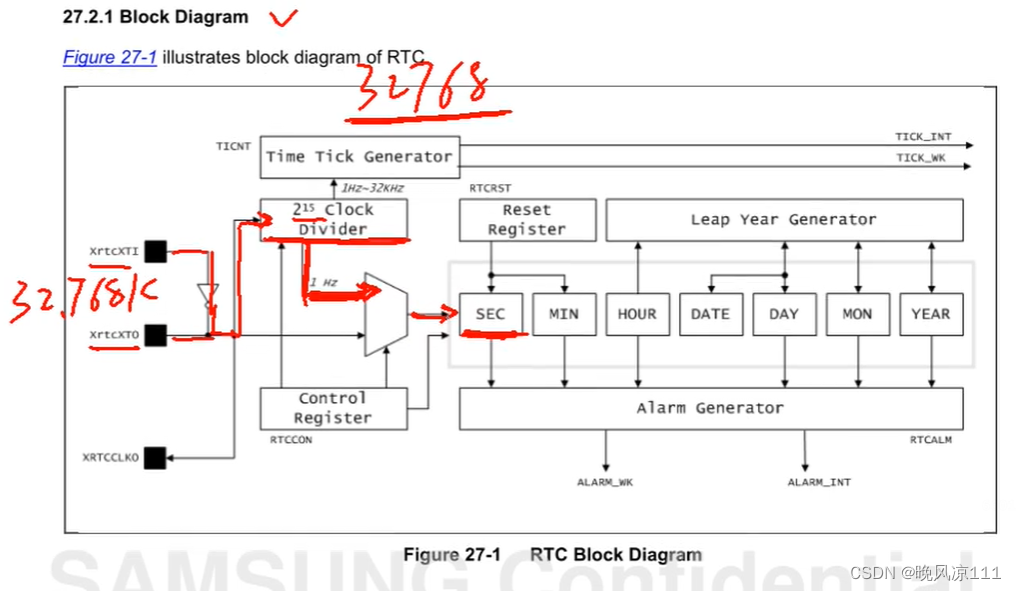 27.2.1 Block Diagram
Figure 27-1 illustrates block diagram of RTC.
32768
TICNT
Time Tick Generator
TICK_INT
TICK_WK
1Hz~32KHz
RTCRST
2¹⁵ Clock
Divider
Reset
Register
Leap Year Generator
XrtcXTI
32.768K
1 Hz
XrtcXTO
SEC
MIN
HOUR
DATE
DAY
MON
YEAR
Control
Register
Alarm Generator
RTCCON
RTCALM
XRTCCLKO
ALARM_WK
ALARM_INT
Figure 27-1 RTC Block Diagram
SAMSUNG Confidential
CSDN @晚风凉111